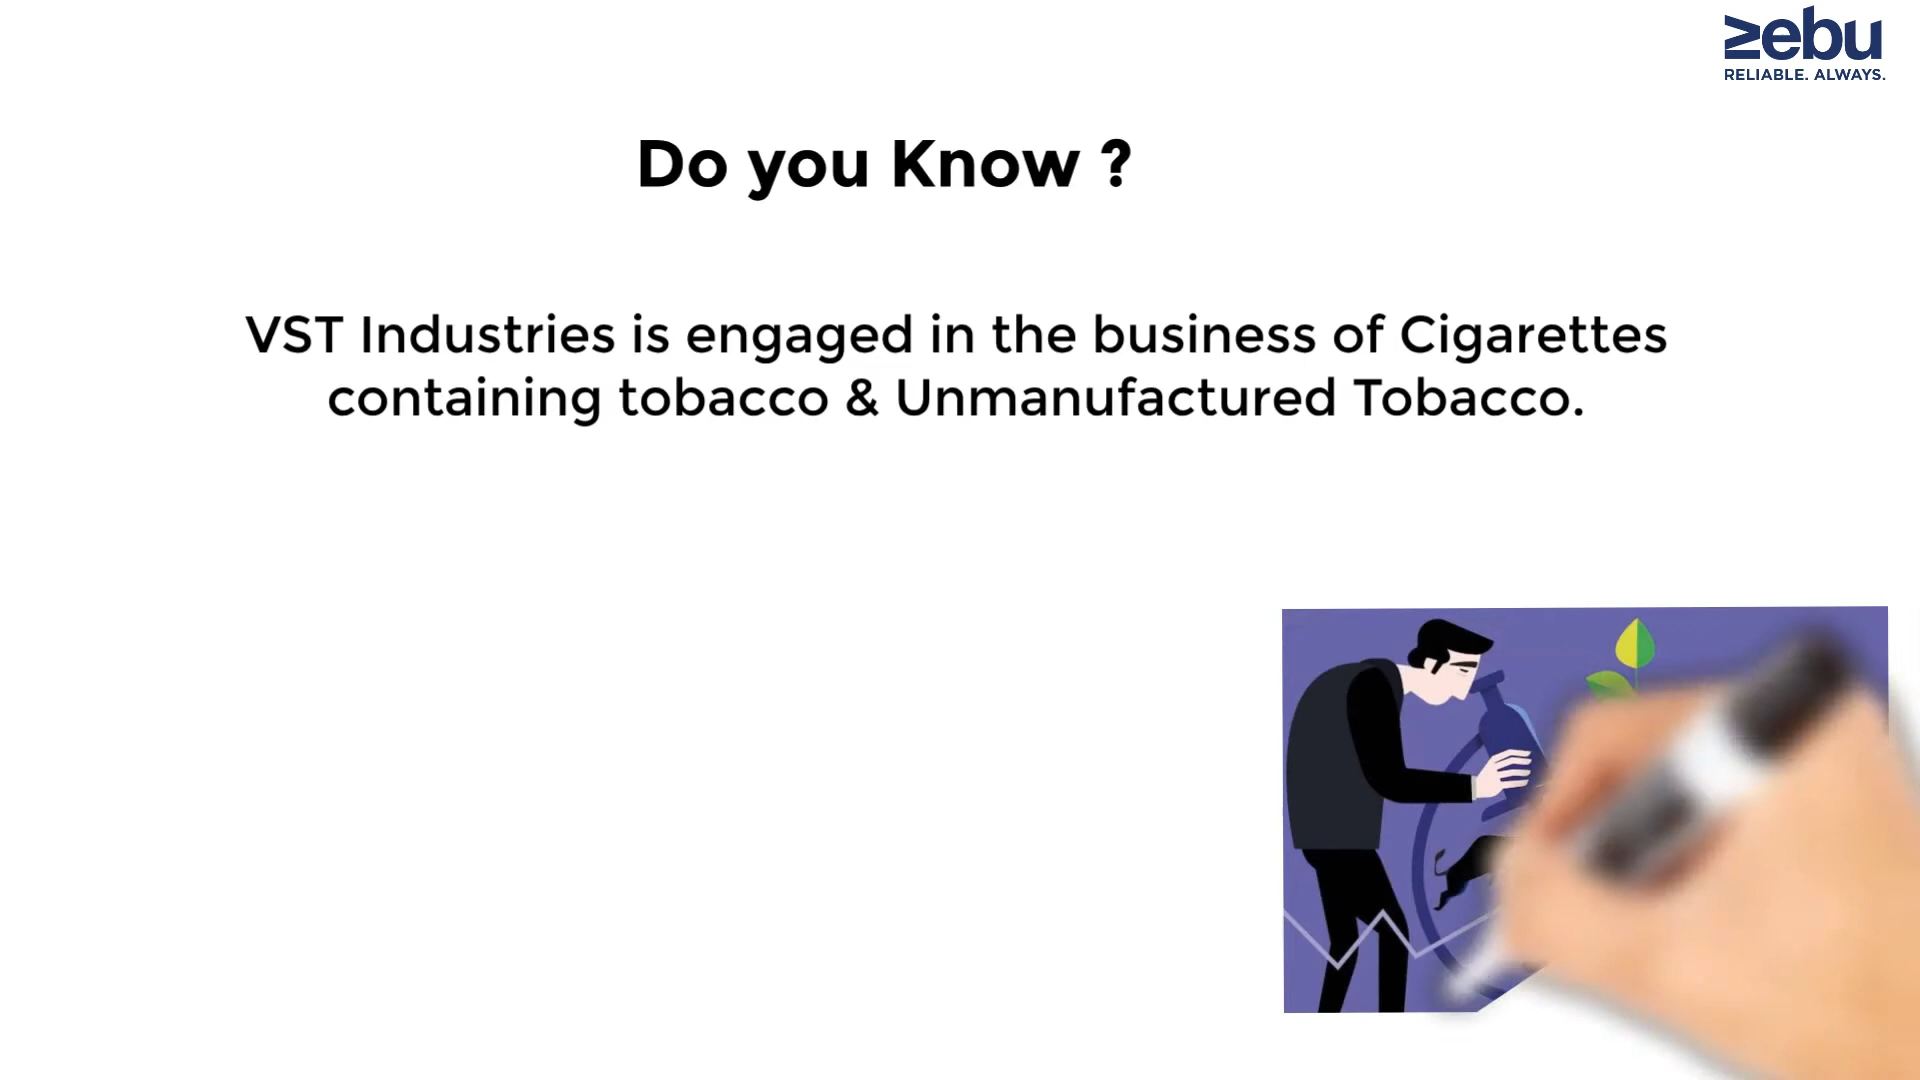 zebu
RELIABLE. ALWAYS.
Do you Know ?
VST Industries is engaged in the business of Cigarettes
containing tobacco & Unmanufactured Tobacco.